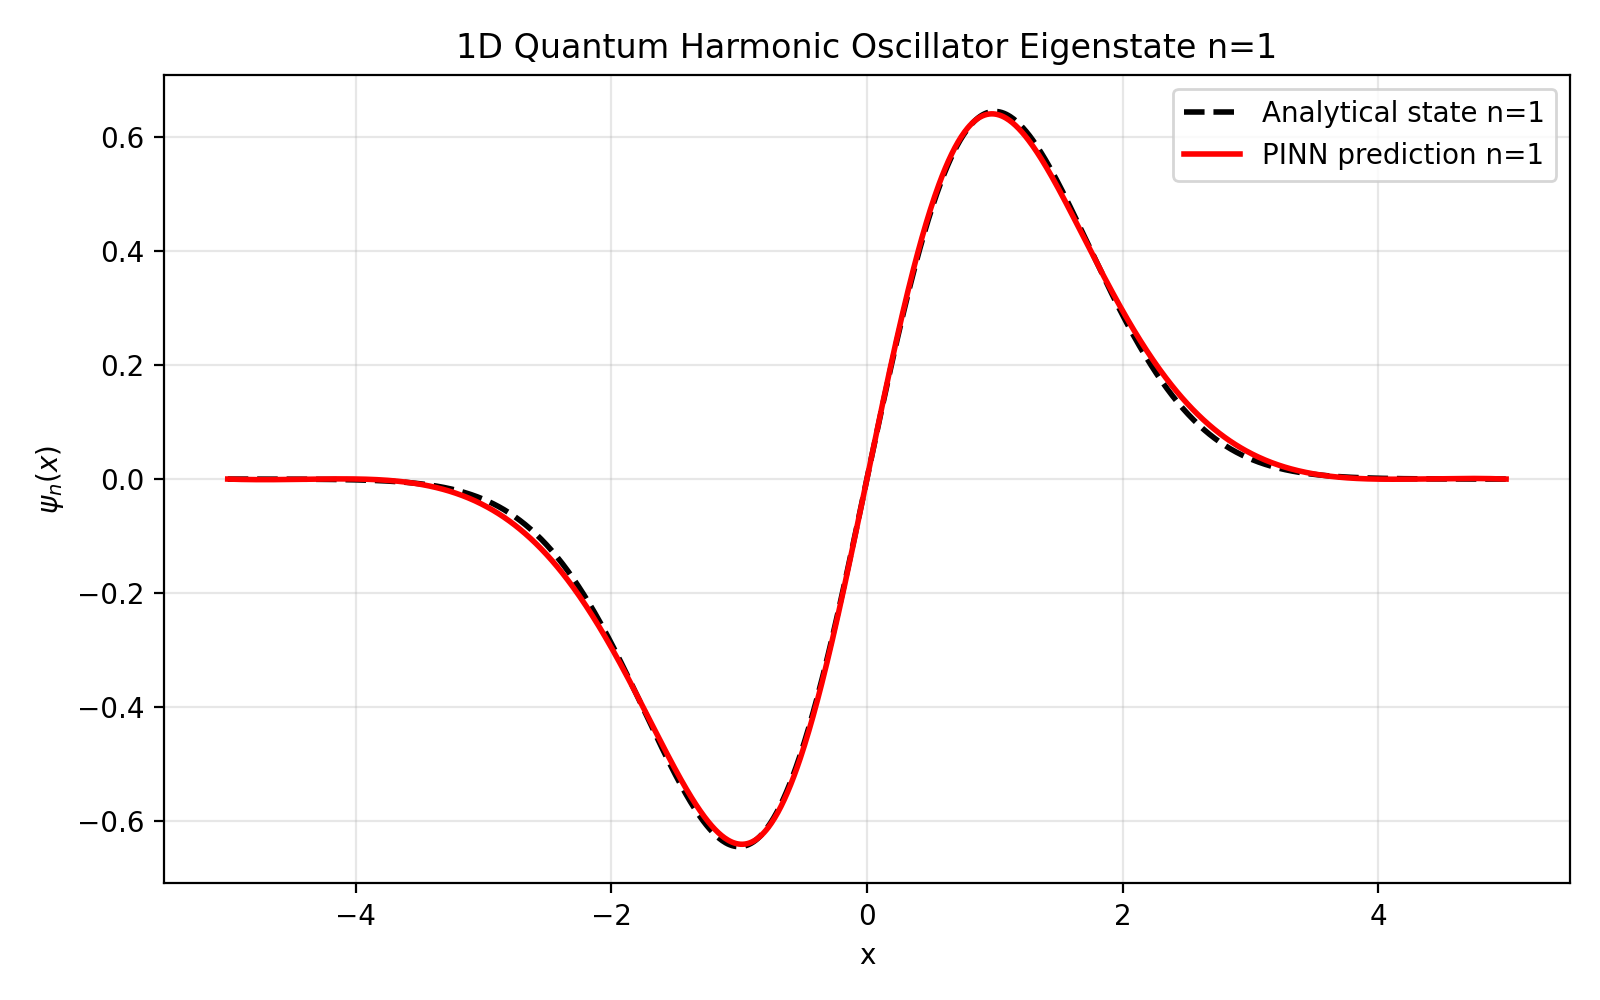 1D Quantum Harmonic Oscillator Eigenstate n=1
Analytical state n=1
PINN prediction n=1
0.6
0.4
0.2
0.0
−0.2
−0.4
−0.6
ψₙ(x)
−4
−2
0
2
4
x